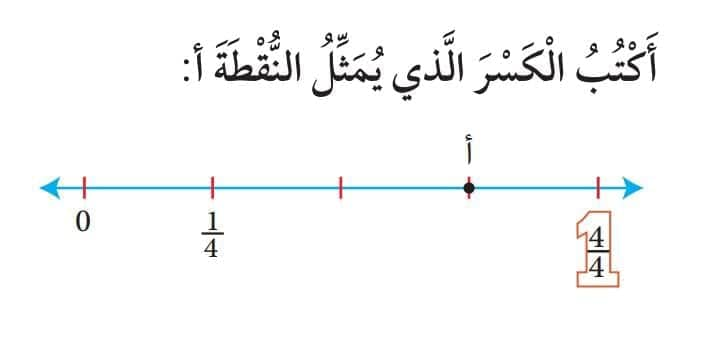 أَكْتُبُ الْكَسْرَ الَّذي يُمَثِّلُ النُّقْطَةَ أ:
أ
0
1/4
4/4
1